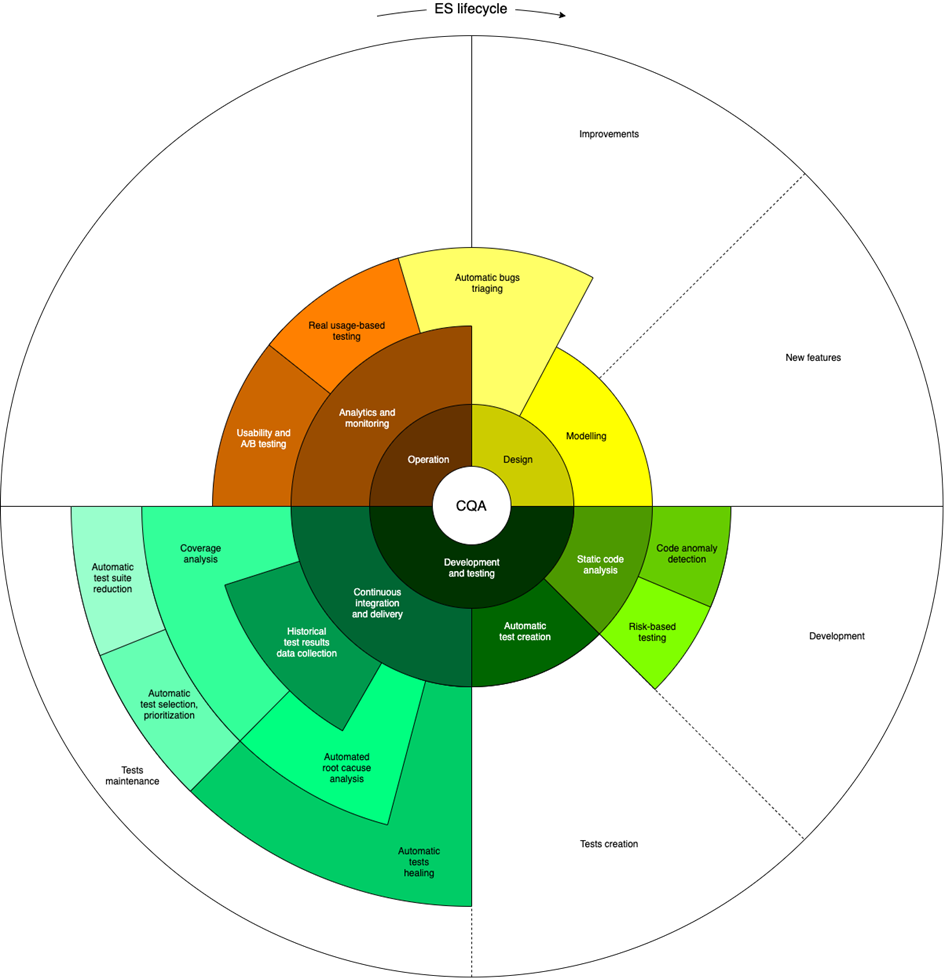 ES lifecycle
Improvements
Automatic bugs
triaging
Real usage-based
testing
New features
Analytics and
monitoring
Usability and
A/B testing
Modelling
Operation
Design
CQA
Coverage
analysis
Code anomaly
detection
Static code
analysis
Development
and testing
Automatic
test suite
reduction
Continuous
integration
and delivery
Automatic
test creation
Risk-based
testing
Development
Historical
test results
data collection
Automatic
test selection,
prioritization
Automated
root cacuse
analysis
Tests
maintenance
Tests creation
Automatic
tests
healing